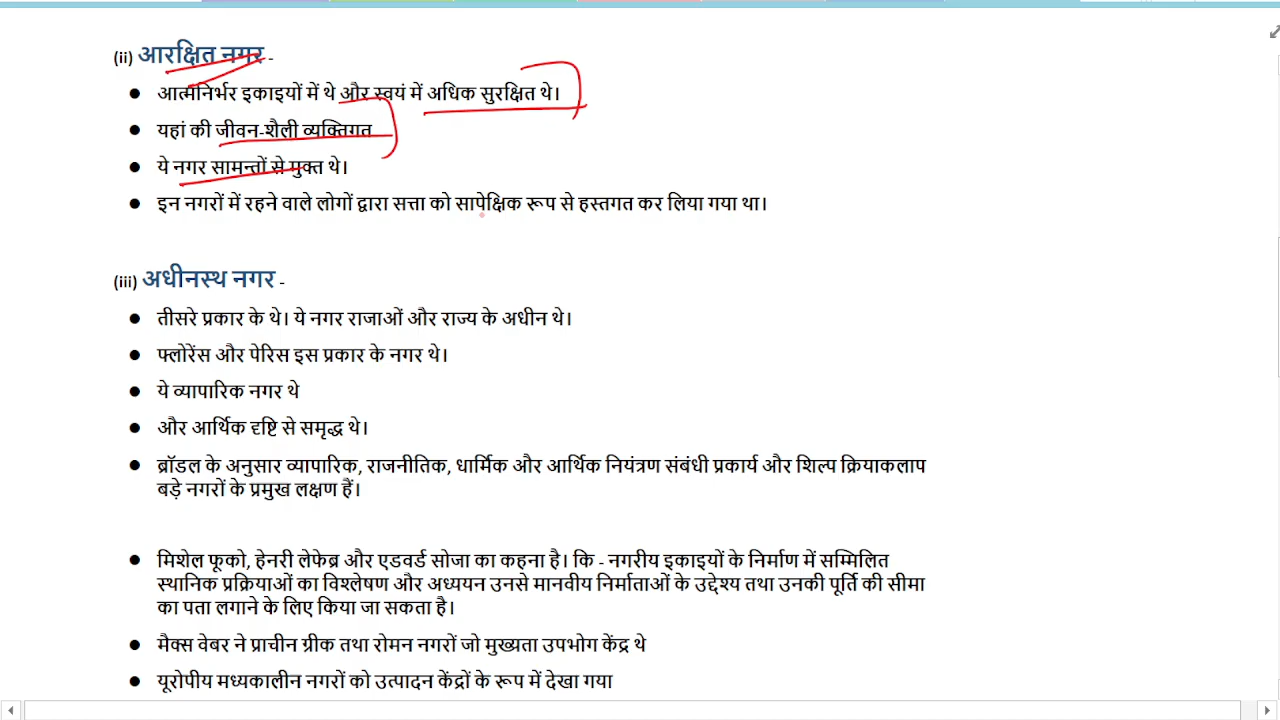 (ii) आरक्षित नगर -
● आत्मनिर्भर इकाइयों में थे और स्वयं में अधिक सुरक्षित थे।
● यहां की जीवन-शैली व्यक्तिगत
● ये नगर सामन्तों से मुक्त थे।
● इन नगरों में रहने वाले लोगों द्वारा सत्ता को सापेक्षिक रूप से हस्तगत कर लिया गया था।
(iii) अधीनस्थ नगर -
● तीसरे प्रकार के थे। ये नगर राजाओं और राज्य के अधीन थे।
● फ्लोरेंस और पेरिस इस प्रकार के नगर थे।
● ये व्यापारिक नगर थे
● और आर्थिक दृष्टि से समृद्ध थे।
● ब्रॉडल के अनुसार व्यापारिक, राजनीतिक, धार्मिक और आर्थिक नियंत्रण संबंधी प्रकार्य और शिल्प क्रियाकलाप
बड़े नगरों के प्रमुख लक्षण हैं।
● मिशेल फूको, हेनरी लेफेब्र और एडवर्ड सोजा का कहना है। कि - नगरीय इकाइयों के निर्माण में सम्मिलित
स्थानिक प्रक्रियाओं का विश्लेषण और अध्ययन उनसे मानवीय निर्माताओं के उद्देश्य तथा उनकी पूर्ति की सीमा
का पता लगाने के लिए किया जा सकता है।
● मैक्स वेबर ने प्राचीन ग्रीक तथा रोमन नगरों जो मुख्यता उपभोग केंद्र थे
● यूरोपीय मध्यकालीन नगरों को उत्पादन केंद्रों के रूप में देखा गया